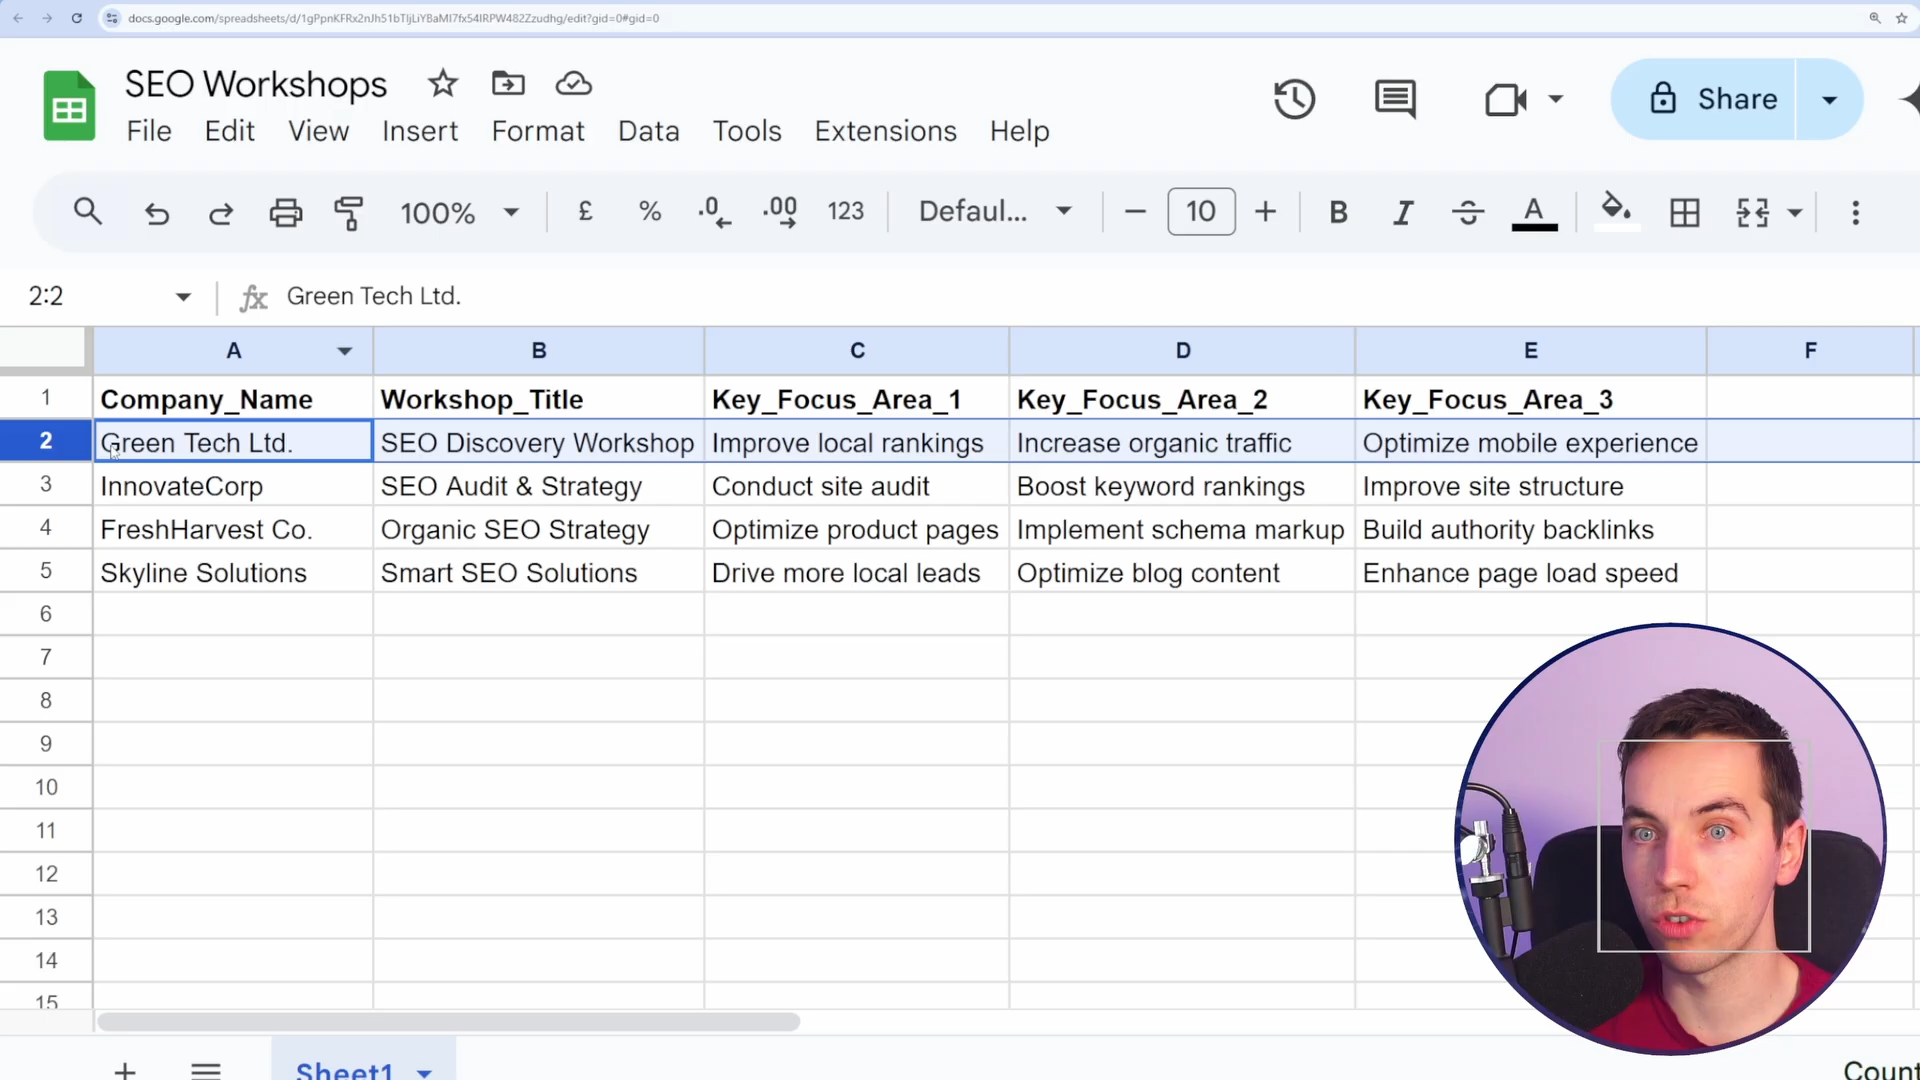 docs.google.com/spreadsheets/d/1gPpnKFRx2nJh51bTljLiYBaMI7fx54IRPW482Zzudhg/edit?gid=0#gid=0
SEO Workshops
File Edit View Insert Format Data Tools Extensions Help
Share
100% £ % .0 .00 123 Defaul... 10 B I S A
2:2 fx Green Tech Ltd.
A B C D E F
1 Company_Name Workshop_Title Key_Focus_Area_1 Key_Focus_Area_2 Key_Focus_Area_3
2 Green Tech Ltd. SEO Discovery Workshop Improve local rankings Increase organic traffic Optimize mobile experience
3 InnovateCorp SEO Audit & Strategy Conduct site audit Boost keyword rankings Improve site structure
4 FreshHarvest Co. Organic SEO Strategy Optimize product pages Implement schema markup Build authority backlinks
5 Skyline Solutions Smart SEO Solutions Drive more local leads Optimize blog content Enhance page load speed
6
7
8
9
10
11
12
13
14
15
Sheet1
Count